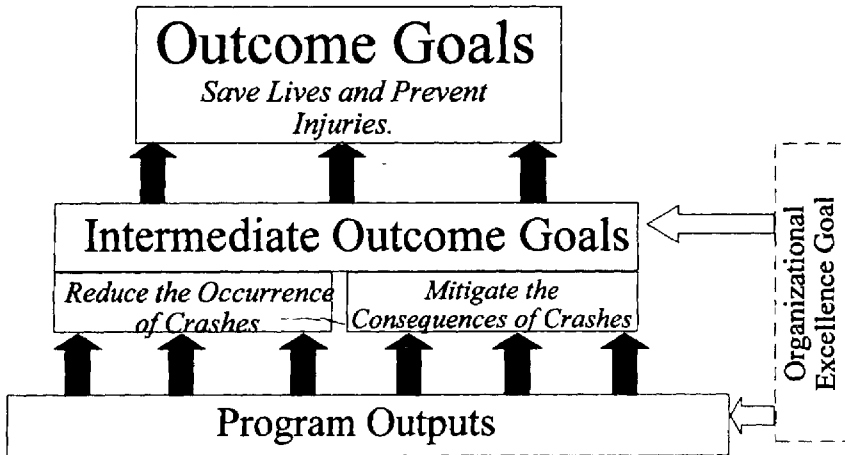 Outcome Goals
Save Lives and Prevent
Injuries.
Intermediate Outcome Goals
Reduce the Occurrence
of Crashes
Mitigate the
Consequences of Crashes
Program Outputs
Organizational
Excellence Goal